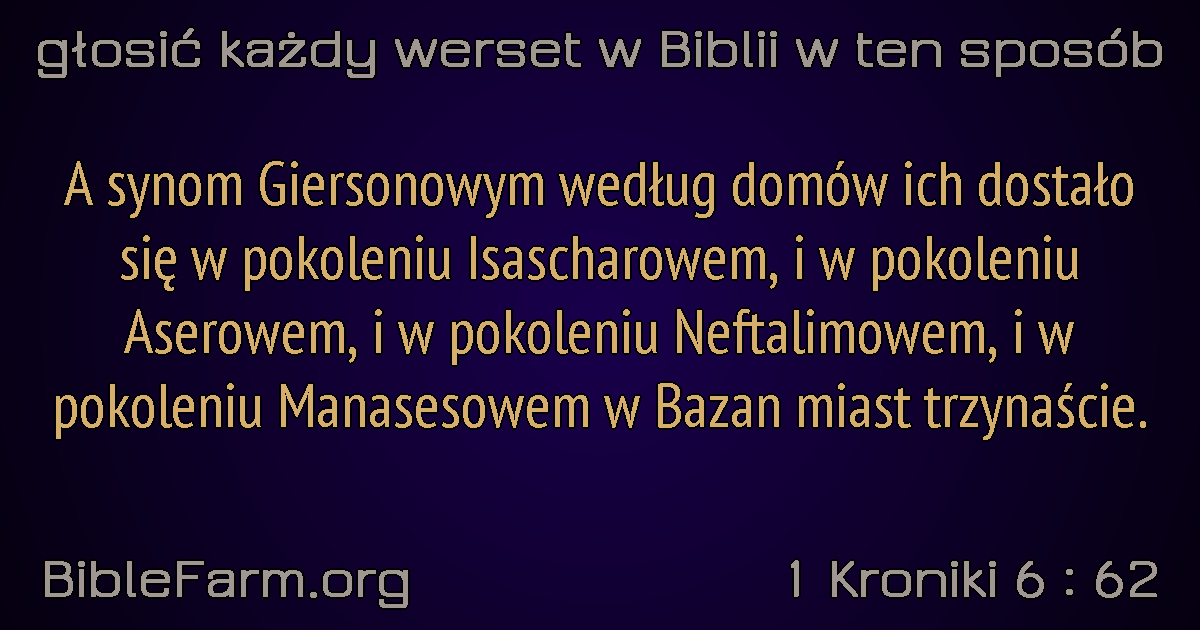 głosić każdy werset w Biblii w ten sposób
A synom Giersonowym według domów ich dostało
się w pokoleniu Isascharowem, i w pokoleniu
Aserowem, i w pokoleniu Neftalimowem, i w
pokoleniu Manasesowem w Bazan miast trzynaście.
BibleFarm.org
1 Kroniki 6 : 62